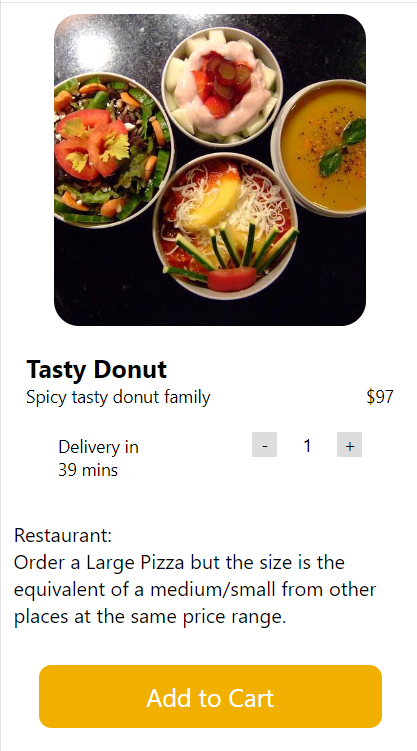 Tasty Donut
Spicy tasty donut family
$97
Delivery in
39 mins
- 1 +
Restaurant:
Order a Large Pizza but the size is the
equivalent of a medium/small from other
places at the same price range.
Add to Cart